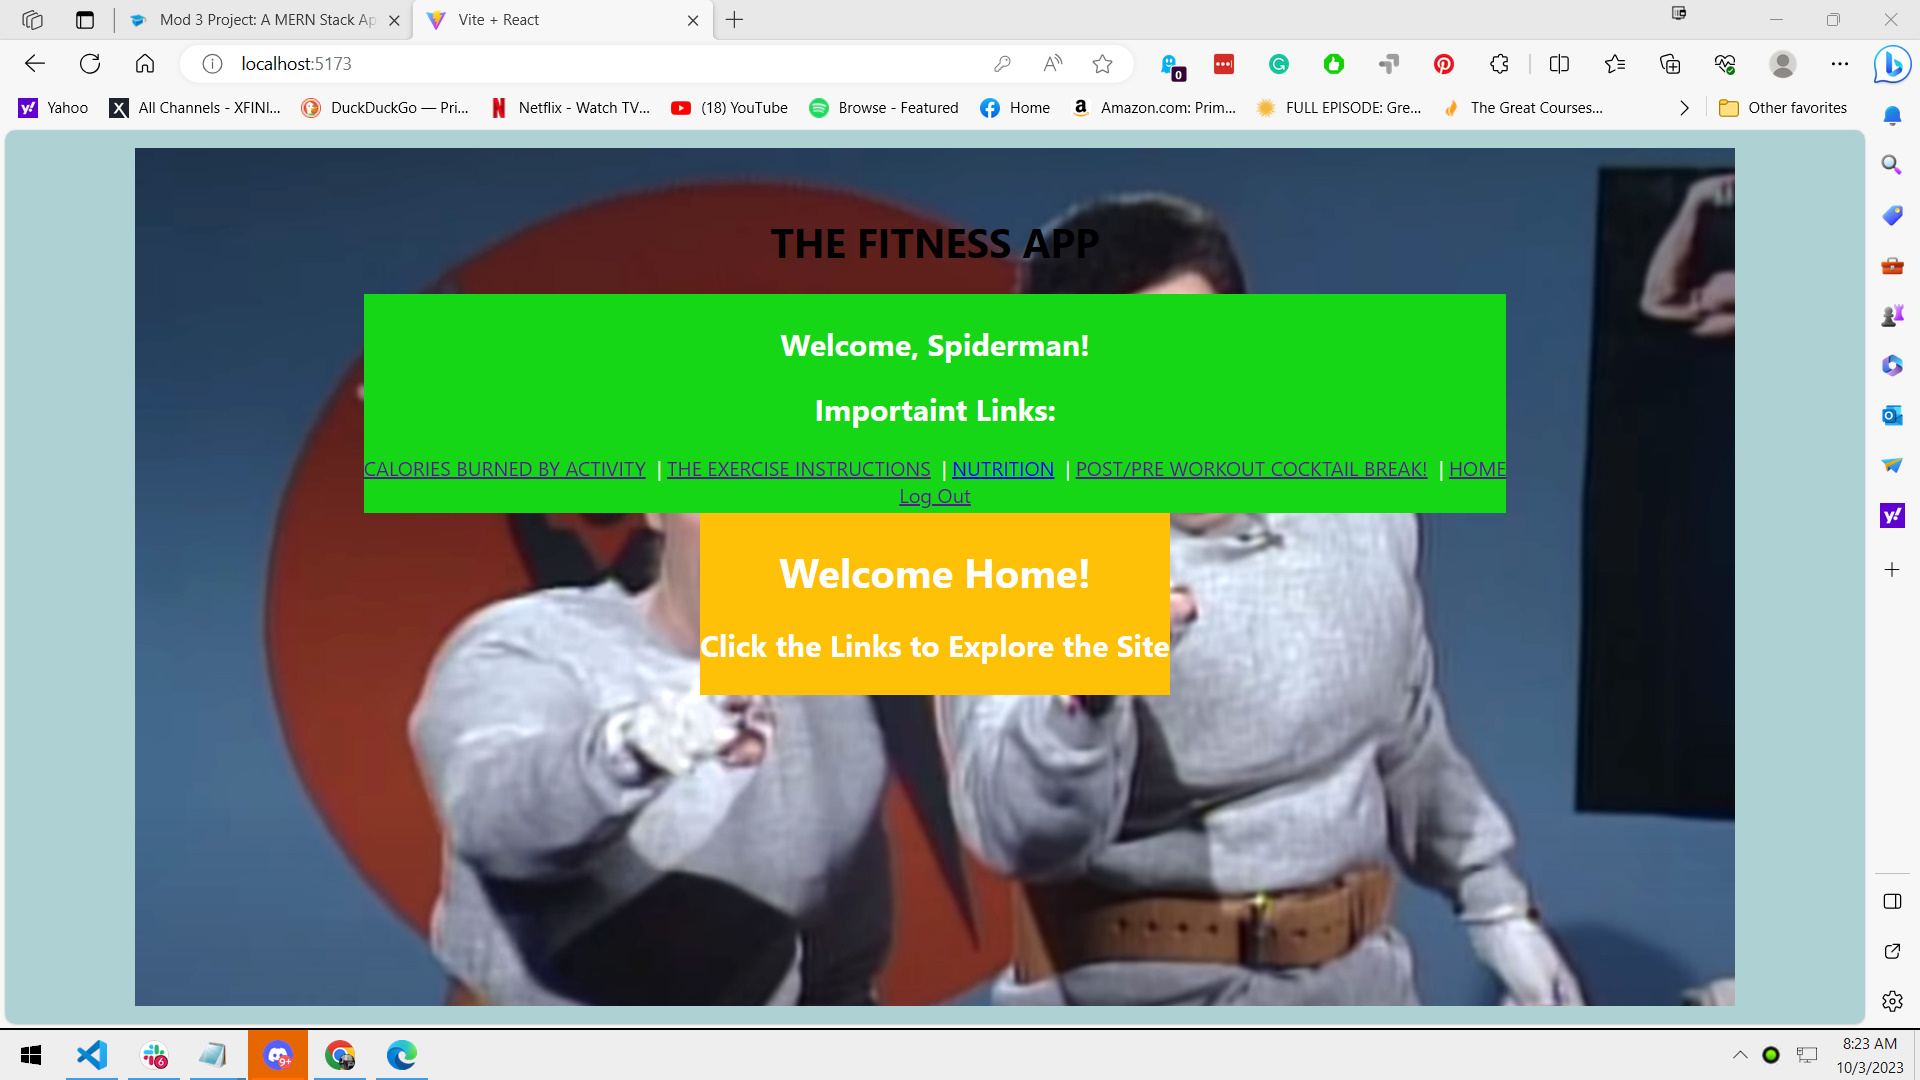 Mod 3 Project: A MERN Stack Ap
Vite + React
localhost:5173
0
Yahoo
All Channels - XFINI...
DuckDuckGo — Pri...
Netflix - Watch TV...
(18) YouTube
Browse - Featured
Home
Amazon.com: Prim...
FULL EPISODE: Gre...
The Great Courses...
Other favorites
THE FITNESS APP
Welcome, Spiderman!
Importaint Links:
CALORIES BURNED BY ACTIVITY | THE EXERCISE INSTRUCTIONS | NUTRITION | POST/PRE WORKOUT COCKTAIL BREAK! | HOME
Log Out
Welcome Home!
Click the Links to Explore the Site
6
9+
8:23 AM
10/3/2023